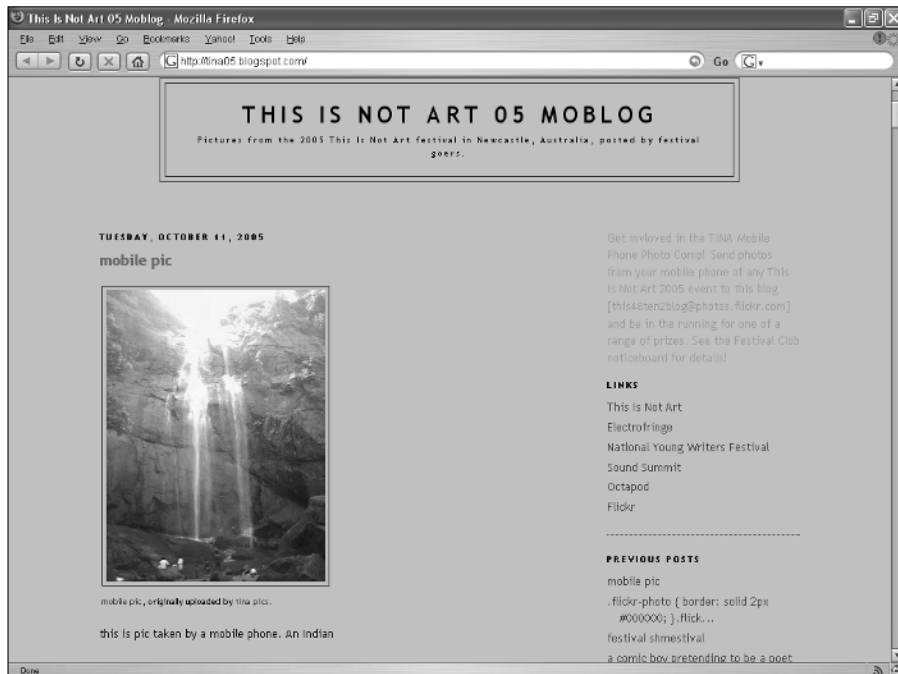 This Is Not Art 05 Moblog - Mozilla Firefox
File Edit View Go Bookmarks Yahoo! Tools Help
http://tina05.blogspot.com/ Go
THIS IS NOT ART 05 MOBLOG
Pictures from the 2005 This Is Not Art festival in Newcastle, Australia, posted by festival
goers.
TUESDAY, OCTOBER 11, 2005
mobile pic
mobile pic, originally uploaded by tina pics.
this is pic taken by a mobile phone. An Indian
Get invloved in the TINA Mobile
Phone Photo Comp! Send photos
from your mobile phone of any This
Is Not Art 2005 event to this blog
[this48ten2blog@photos.flickr.com]
and be in the running for one of a
range of prizes. See the Festival Club
noticeboard for details!
LINKS
This Is Not Art
Electrofringe
National Young Writers Festival
Sound Summit
Octapod
Flickr
PREVIOUS POSTS
mobile pic
.flickr-photo { border: solid 2px
#000000; }.flick...
festival shmestival
a comic boy pretending to be a poet
Done